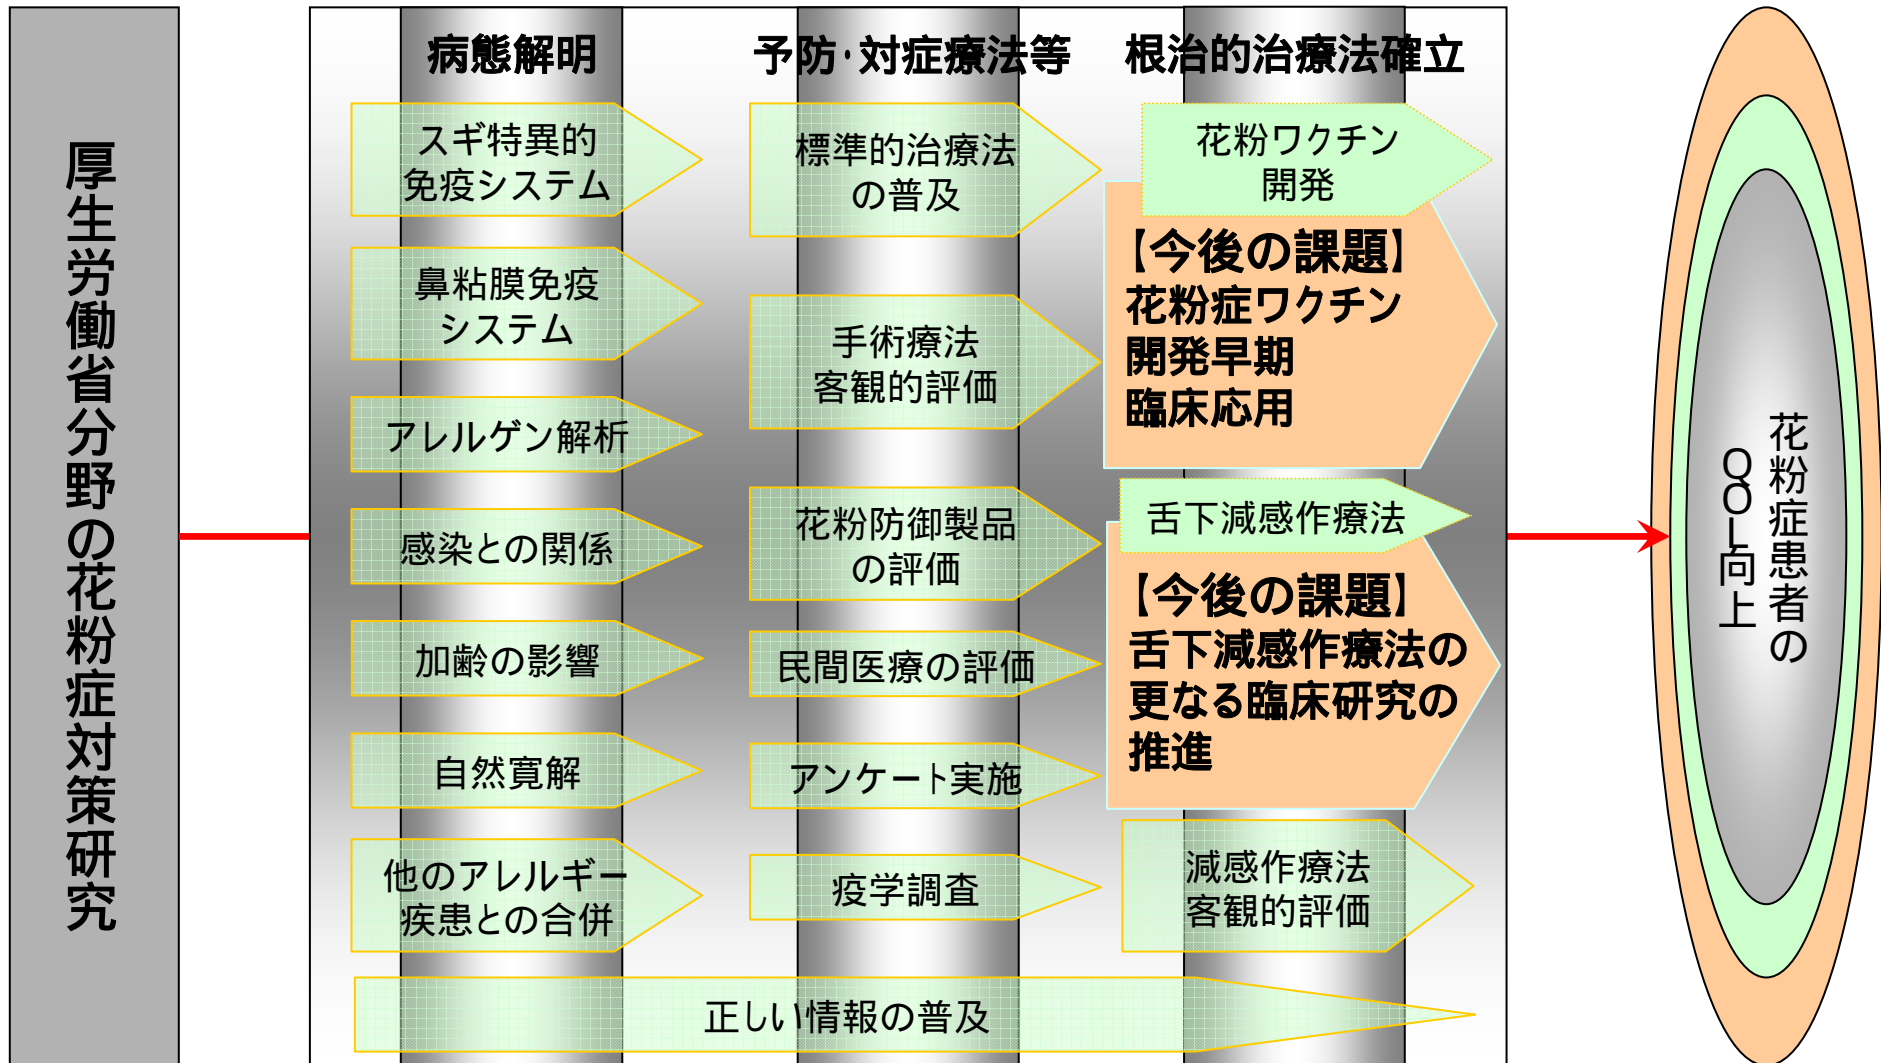 厚生労働省分野の花粉症対策研究
病態解明
スギ特異的
免疫システム
鼻粘膜免疫
システム
アレルゲン解析
感染との関係
加齢の影響
自然寛解
他のアレルギー
疾患との合併
予防・対症療法等
標準的治療法
の普及
手術療法
客観的評価
花粉防御製品
の評価
民間医療の評価
アンケート実施
疫学調査
根治的治療法確立
花粉ワクチン
開発
【今後の課題】
花粉症ワクチン
開発早期
臨床応用
舌下減感作療法
【今後の課題】
舌下減感作療法の
更なる臨床研究の
推進
減感作療法
客観的評価
正しい情報の普及
花粉症患者の
QOL向上